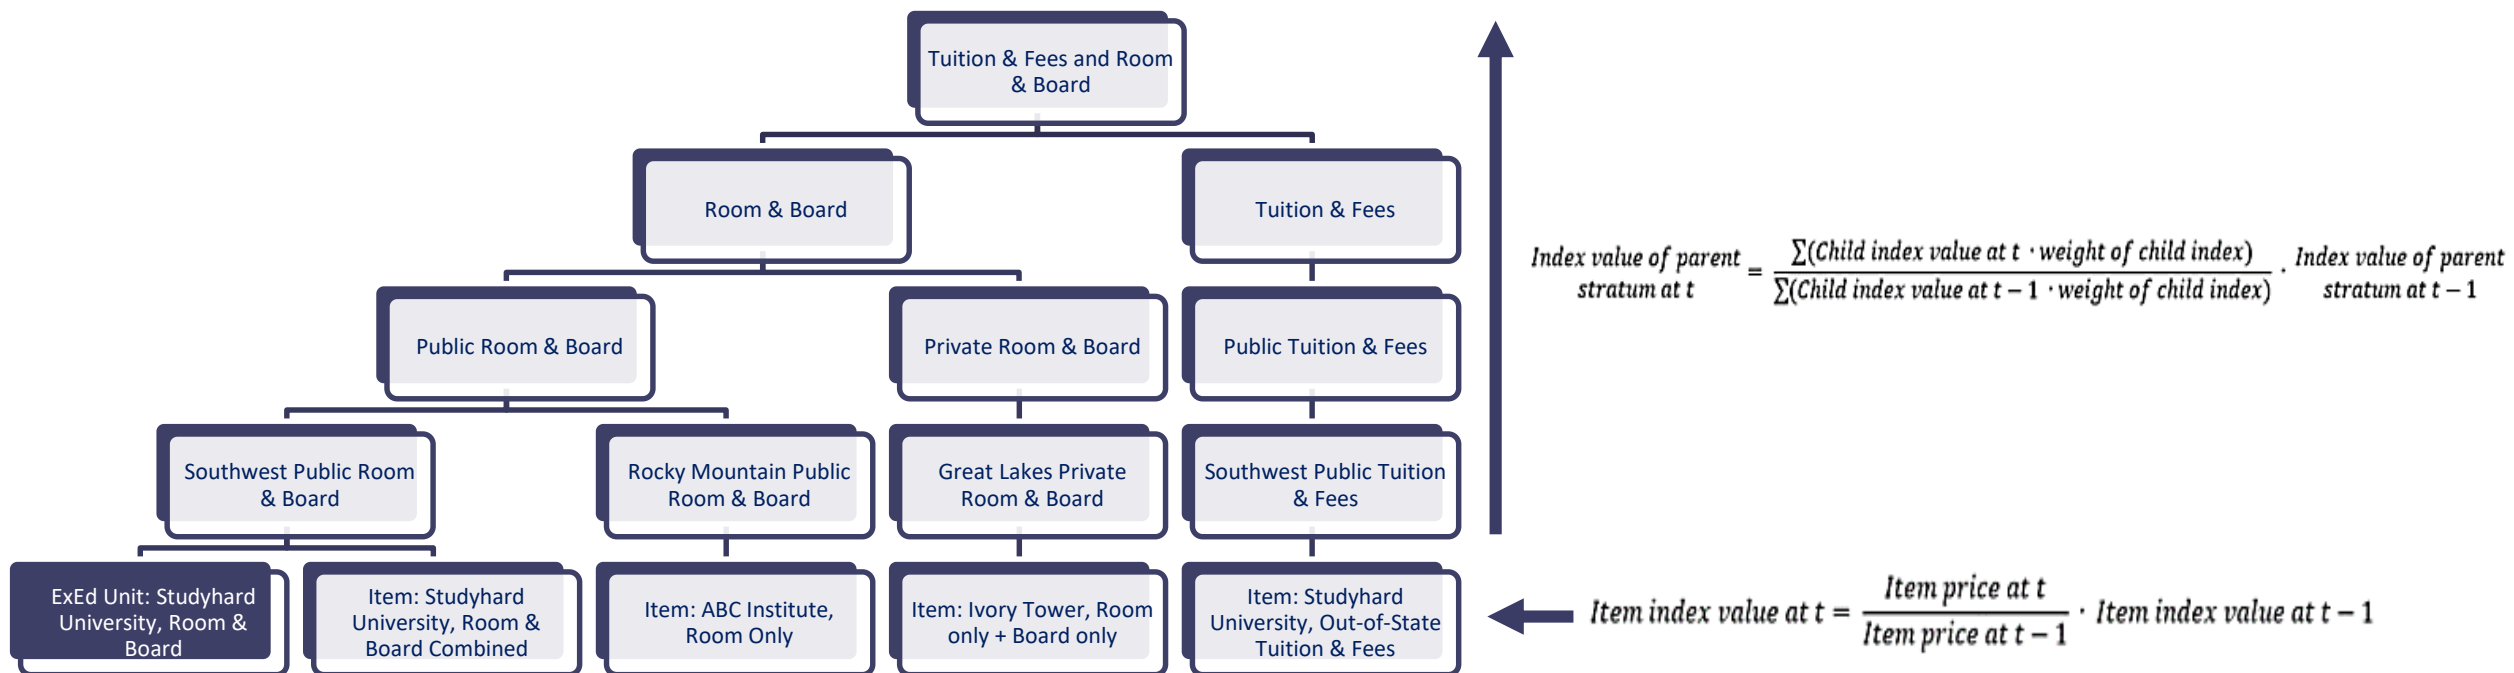 Tuition & Fees and Room
& Board
Room & Board
Tuition & Fees
Public Room & Board
Private Room & Board
Public Tuition & Fees
Southwest Public Room
& Board
Rocky Mountain Public
Room & Board
Great Lakes Private
Room & Board
Southwest Public Tuition
& Fees
ExEd Unit: Studyhard
University, Room &
Board
Item: Studyhard
University, Room &
Board Combined
Item: ABC Institute,
Room Only
Item: Ivory Tower, Room
only + Board only
Item: Studyhard
University, Out-of-State
Tuition & Fees
Index value of parent
stratum at t
=
∑(Child index value at t · weight of child index)
∑(Child index value at t − 1 · weight of child index)
·
Index value of parent
stratum at t − 1
Item index value at t =
Item price at t
Item price at t − 1
· Item index value at t − 1